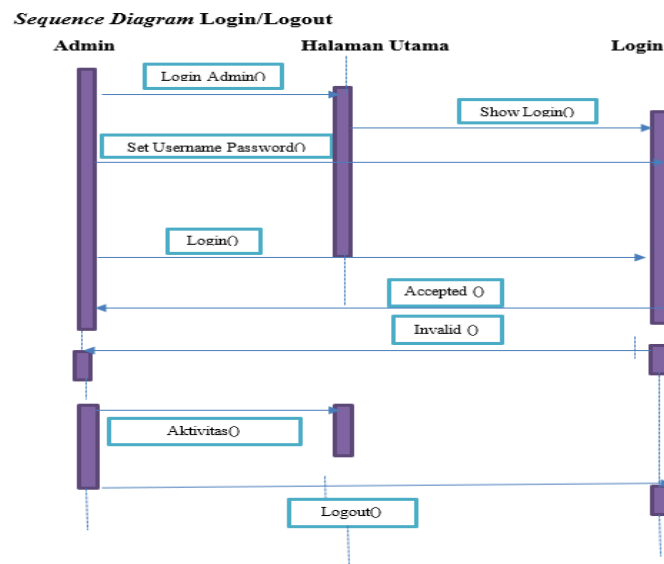 Sequence Diagram Login/Logout
Admin Halaman Utama Login
Login Admin()
Show Login()
Set Username Password()
Login()
Accepted ()
Invalid ()
Aktivitas()
Logout()